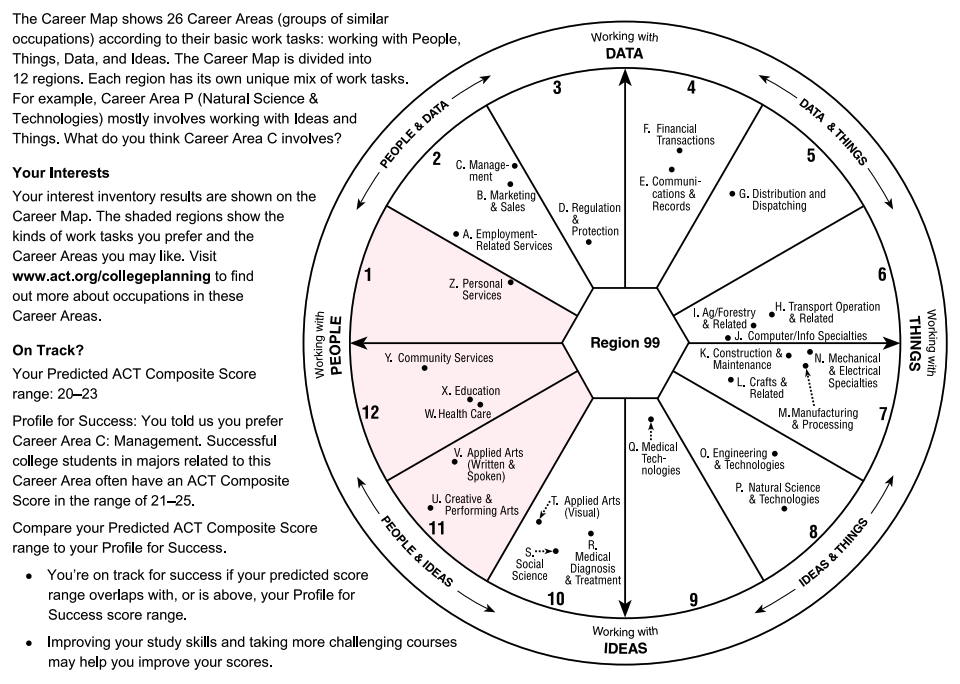 The Career Map shows 26 Career Areas (groups of similar
occupations) according to their basic work tasks: working with People,
Things, Data, and Ideas. The Career Map is divided into
12 regions. Each region has its own unique mix of work tasks.
For example, Career Area P (Natural Science &
Technologies) mostly involves working with Ideas and
Things. What do you think Career Area C involves?
Your Interests
Your interest inventory results are shown on the
Career Map. The shaded regions show the
kinds of work tasks you prefer and the
Career Areas you may like. Visit
www.act.org/collegeplanning to find
out more about occupations in these
Career Areas.
On Track?
Your Predicted ACT Composite Score
range: 20–23
Profile for Success: You told us you prefer
Career Area C: Management. Successful
college students in majors related to this
Career Area often have an ACT Composite
Score in the range of 21–25.
Compare your Predicted ACT Composite Score
range to your Profile for Success.
• You're on track for success if your predicted score
range overlaps with, or is above, your Profile for
Success score range.
• Improving your study skills and taking more challenging courses
may help you improve your scores.
Working with
DATA
DATA & THINGS
Working with
THINGS
IDEAS & THINGS
Working with
IDEAS
PEOPLE & IDEAS
Working with
PEOPLE
PEOPLE & DATA
1
Z. Personal
Services
2
C. Manage-
ment
B. Marketing
& Sales
A. Employment-
Related Services
3
D. Regulation
&
Protection
4
F. Financial
Transactions
E. Communi-
cations &
Records
5
G. Distribution and
Dispatching
6
H. Transport Operation
& Related
I. Ag/Forestry
& Related
J. Computer/Info Specialties
K. Construction &
Maintenance
N. Mechanical
& Electrical
Specialties
L. Crafts &
Related
M. Manufacturing
& Processing
7
O. Engineering
& Technologies
P. Natural Science
& Technologies
8
Q. Medical
Tech-
nologies
9
T. Applied Arts
(Visual)
S.
Social
Science
R.
Medical
Diagnosis
& Treatment
10
V. Applied Arts
(Written &
Spoken)
U. Creative &
Performing Arts
11
Y. Community Services
X. Education
W. Health Care
12
Region 99